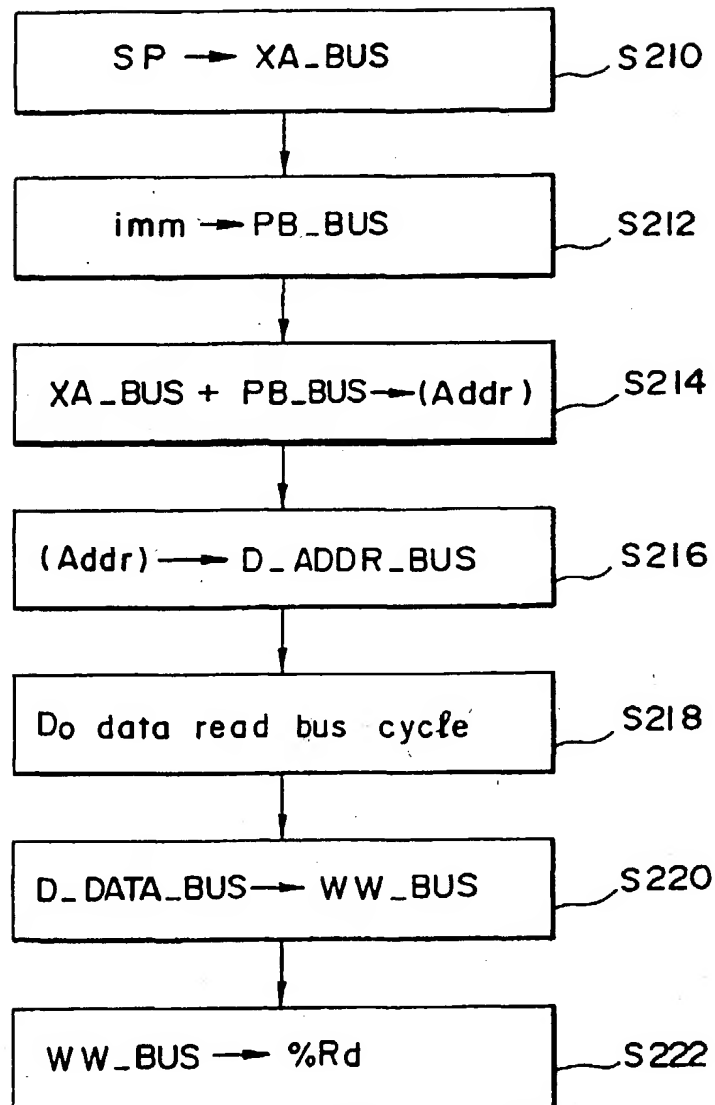 SP → XA_BUS S210
imm → PB_BUS S212
XA_BUS + PB_BUS → (Addr) S214
(Addr) → D_ADDR_BUS S216
Do data read bus cycle S218
D_DATA_BUS → WW_BUS S220
WW_BUS → %Rd S222